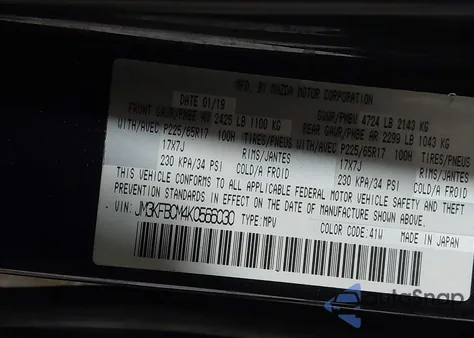 MFD. BY MAZDA MOTOR CORPORATION
DATE 01/19 GVWR/PNBV 4724 LB 2143 KG
FRONT GAWR/PNBE AV 2425 LB 1100 KG REAR GAWR/PNBE AR 2299 LB 1043 KG
WITH/AVEC P225/65R17 100H TIRES/PNEUS WITH/AVEC P225/65R17 100H TIRES/PNEUS
17X7J RIMS/JANTES 17X7J RIMS/JANTES
230 KPA/34 PSI COLD/A FROID 230 KPA/34 PSI COLD/A FROID
THIS VEHICLE CONFORMS TO ALL APPLICABLE FEDERAL MOTOR VEHICLE SAFETY AND THEFT
PREVENTION STANDARDS IN EFFECT ON THE DATE OF MANUFACTURE SHOWN ABOVE.
VIN: JM3KFBCM4K0566030 TYPE: MPV
COLOR CODE: 41W MADE IN JAPAN
AutoSnap